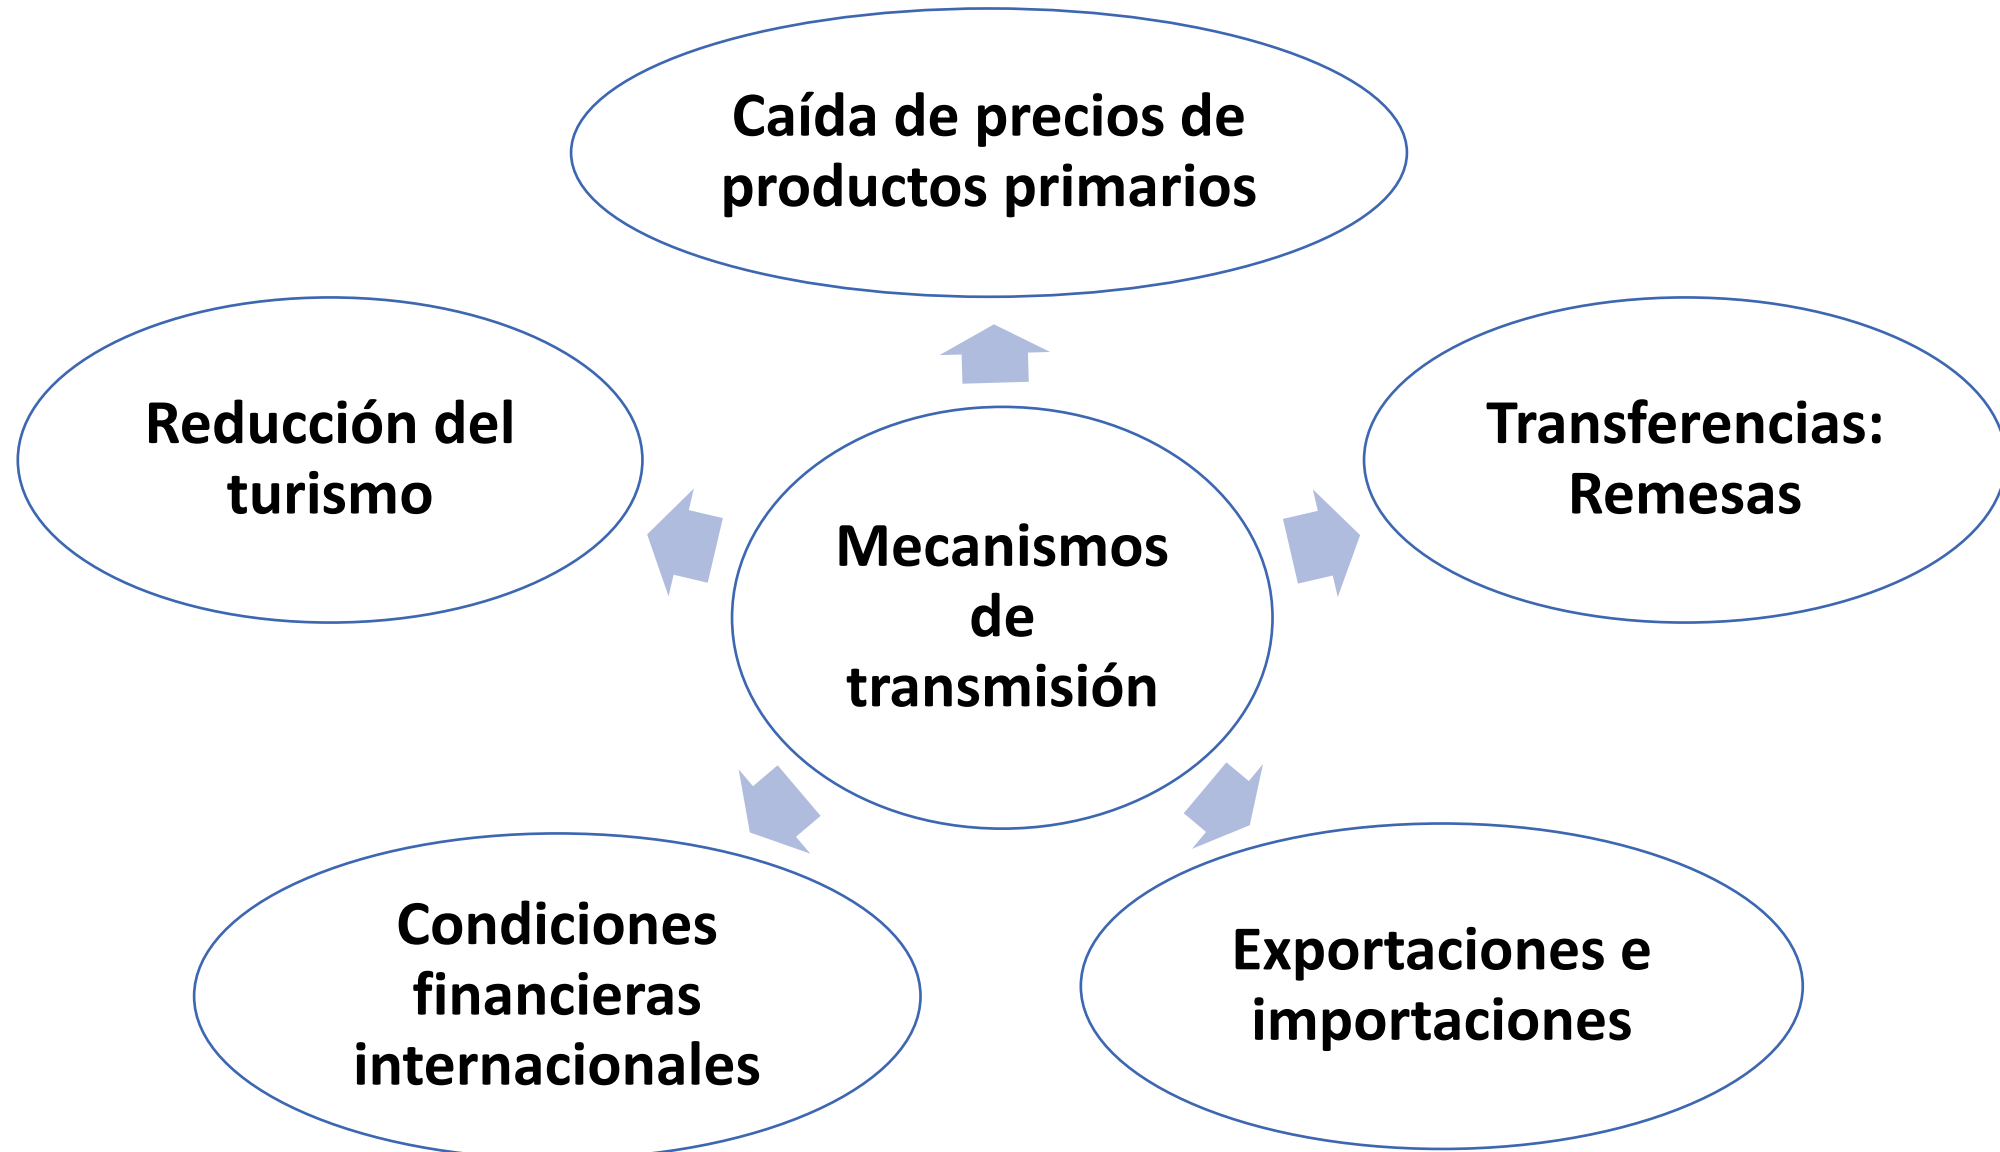 Caída de precios de
productos primarios
Reducción del
turismo
Transferencias:
Remesas
Mecanismos
de
transmisión
Condiciones
financieras
internacionales
Exportaciones e
importaciones